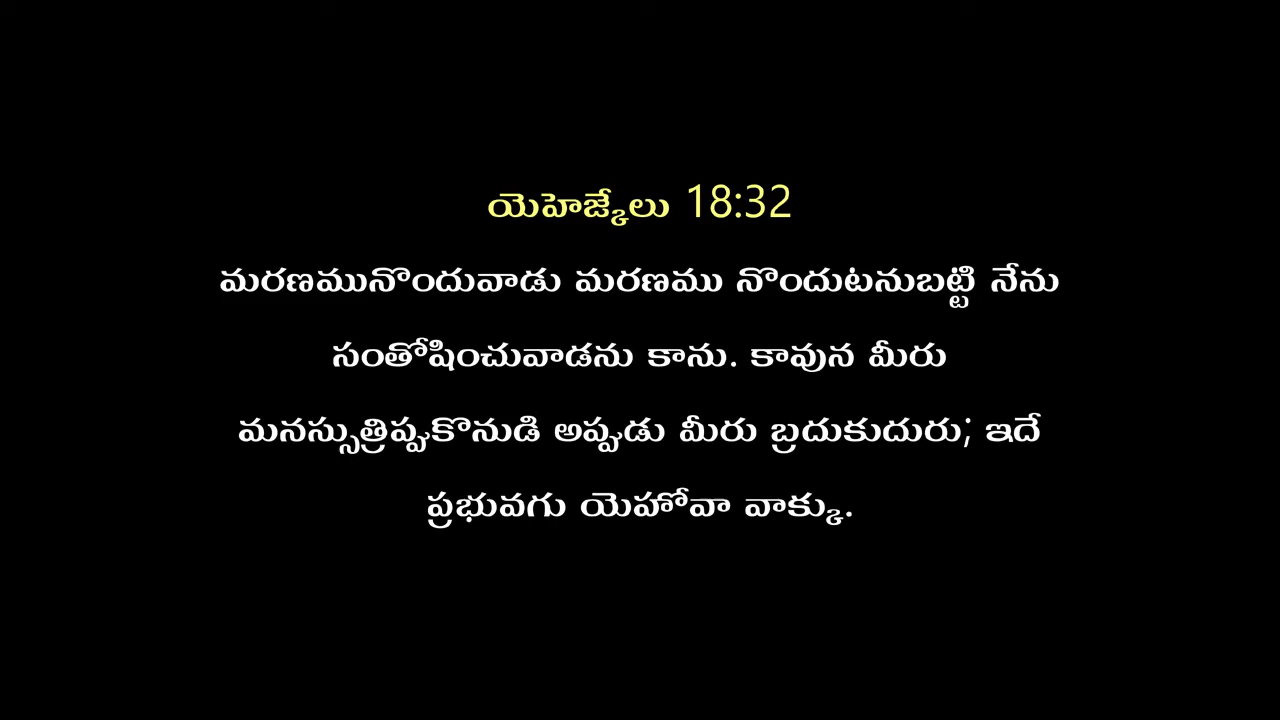 యెహెజ్కేలు 18:32
మరణమునొందువాడు మరణము నొందుటనుబట్టి నేను
సంతోషించువాడను కాను. కావున మీరు
మనస్సుత్రిప్పుకొనుడి అప్పుడు మీరు బ్రదుకుదురు; ఇదే
ప్రభువగు యెహోవా వాక్కు.